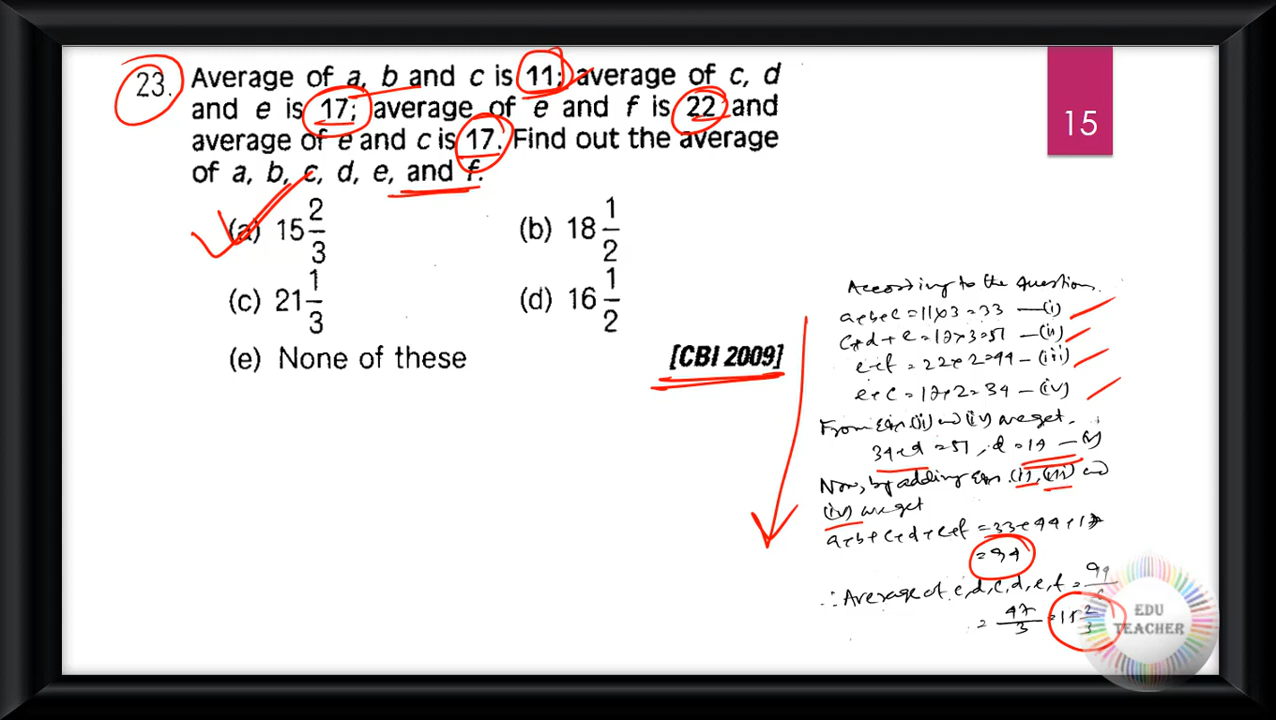 23. Average of a, b and c is 11; average of c, d
and e is 17; average of e and f is 22 and
average of e and c is 17. Find out the average
of a, b, c, d, e, and f.
(a) 15 2/3
(b) 18 1/2
(c) 21 1/3
(d) 16 1/2
(e) None of these
[CBI 2009]
15
According to the Question.
a+b+c = 11×3 = 33 —(i)
c+d+e = 17×3 = 51 —(ii)
e+f = 22×2 = 44 —(iii)
e+c = 17×2 = 34 —(iv)
From Eqn (ii) and (iv) we get.
34+d = 51, d = 17 —(v)
Now, by adding Eqn. (i), (iii) and
(iv) we get
a+b+c+d+e+f = 33+44+17
= 94
∴ Average of
= 47/3 = 15 2/3
EDU
TEACHER